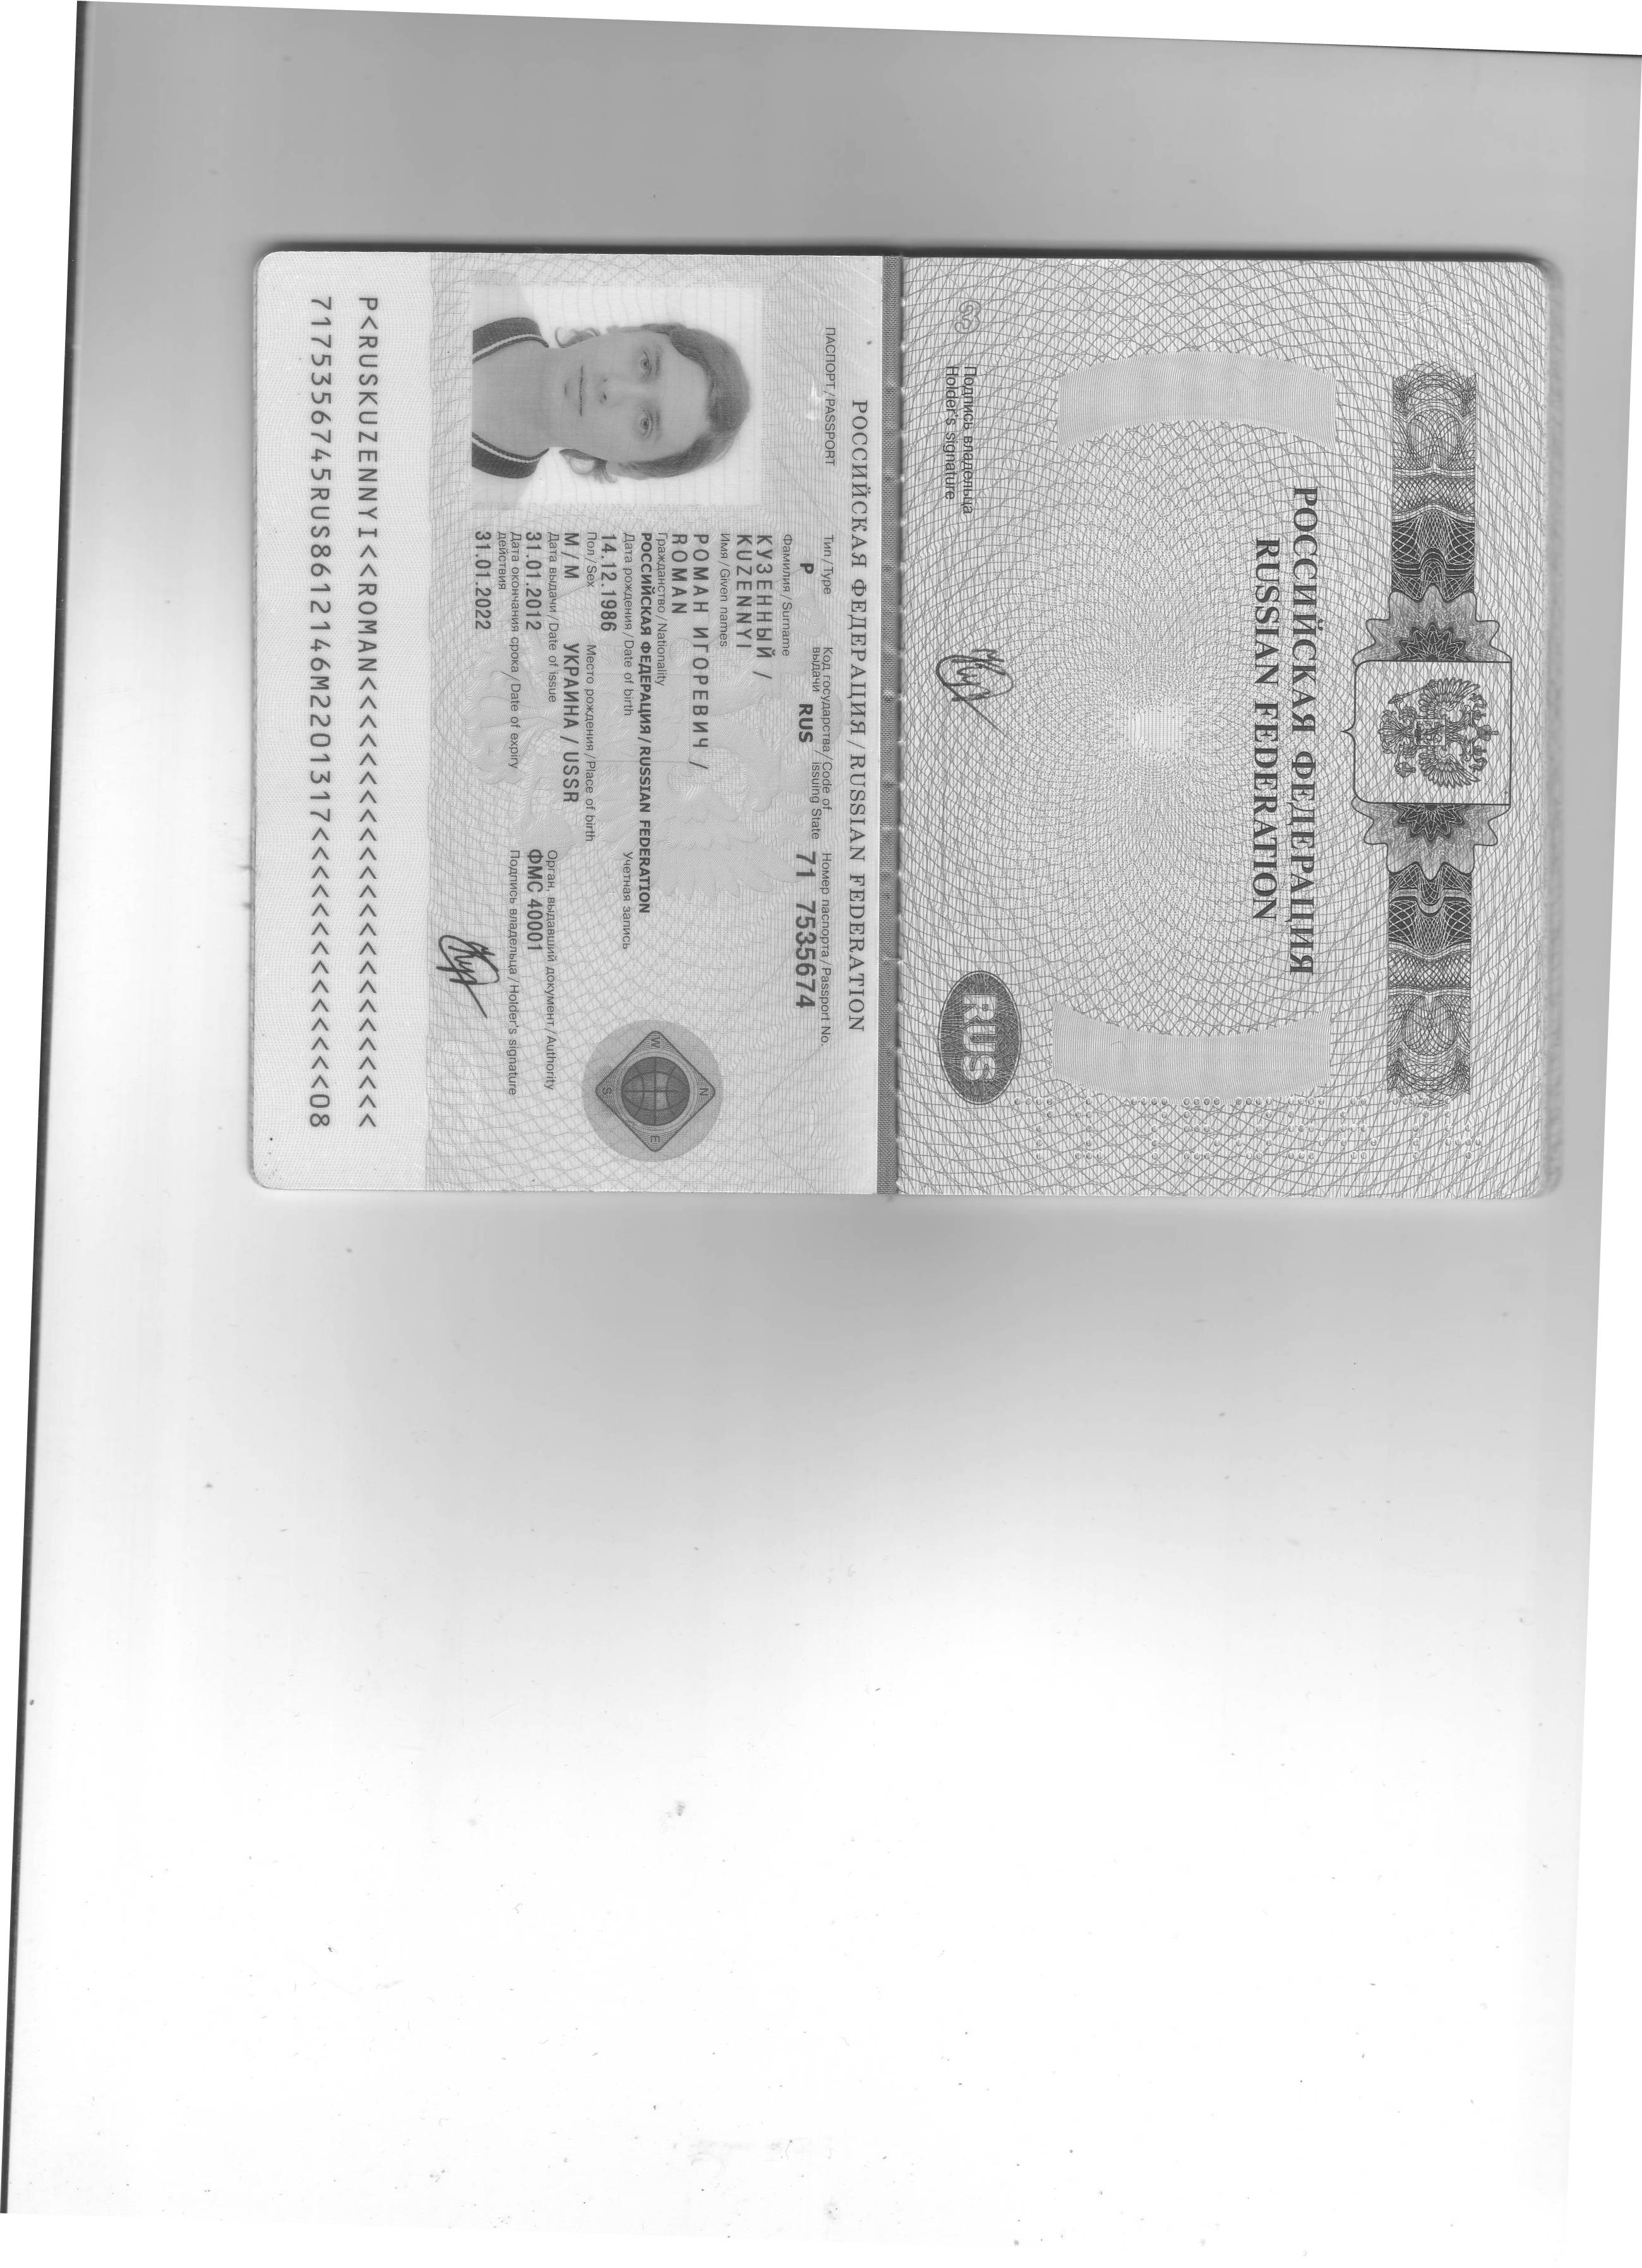 РОССИЙСКАЯ ФЕДЕРАЦИЯ
RUSSIAN FEDERATION
Подпись владельца
Holder's signature
RUS
3
РОССИЙСКАЯ ФЕДЕРАЦИЯ / RUSSIAN FEDERATION
ПАСПОРТ / PASSPORT
Тип / Type
Код государства / Code of
выдачи issuing State
Номер паспорта / Passport No.
P RUS 71 7535674
Фамилия / Surname
КУЗЕННЫЙ /
KUZENNYI
Имя / Given names
РОМАН ИГОРЕВИЧ /
ROMAN
Гражданство / Nationality
РОССИЙСКАЯ ФЕДЕРАЦИЯ / RUSSIAN FEDERATION
Дата рождения / Date of birth
Учетная запись
14.12.1986
Пол / Sex
Место рождения / Place of birth
М / M УКРАИНА / USSR
Дата выдачи / Date of issue
Орган, выдавший документ / Authority
31.01.2012 ФМС 40001
Дата окончания срока / Date of expiry
действия
Подпись владельца / Holder's signature
31.01.2022
N
W
E
S
P<RUSKUZENNYI<<ROMAN<<<<<<<<<<<<<<<<<<<<<<<<
7175356745RUS8612146M2201317<<<<<<<<<<<<<<08